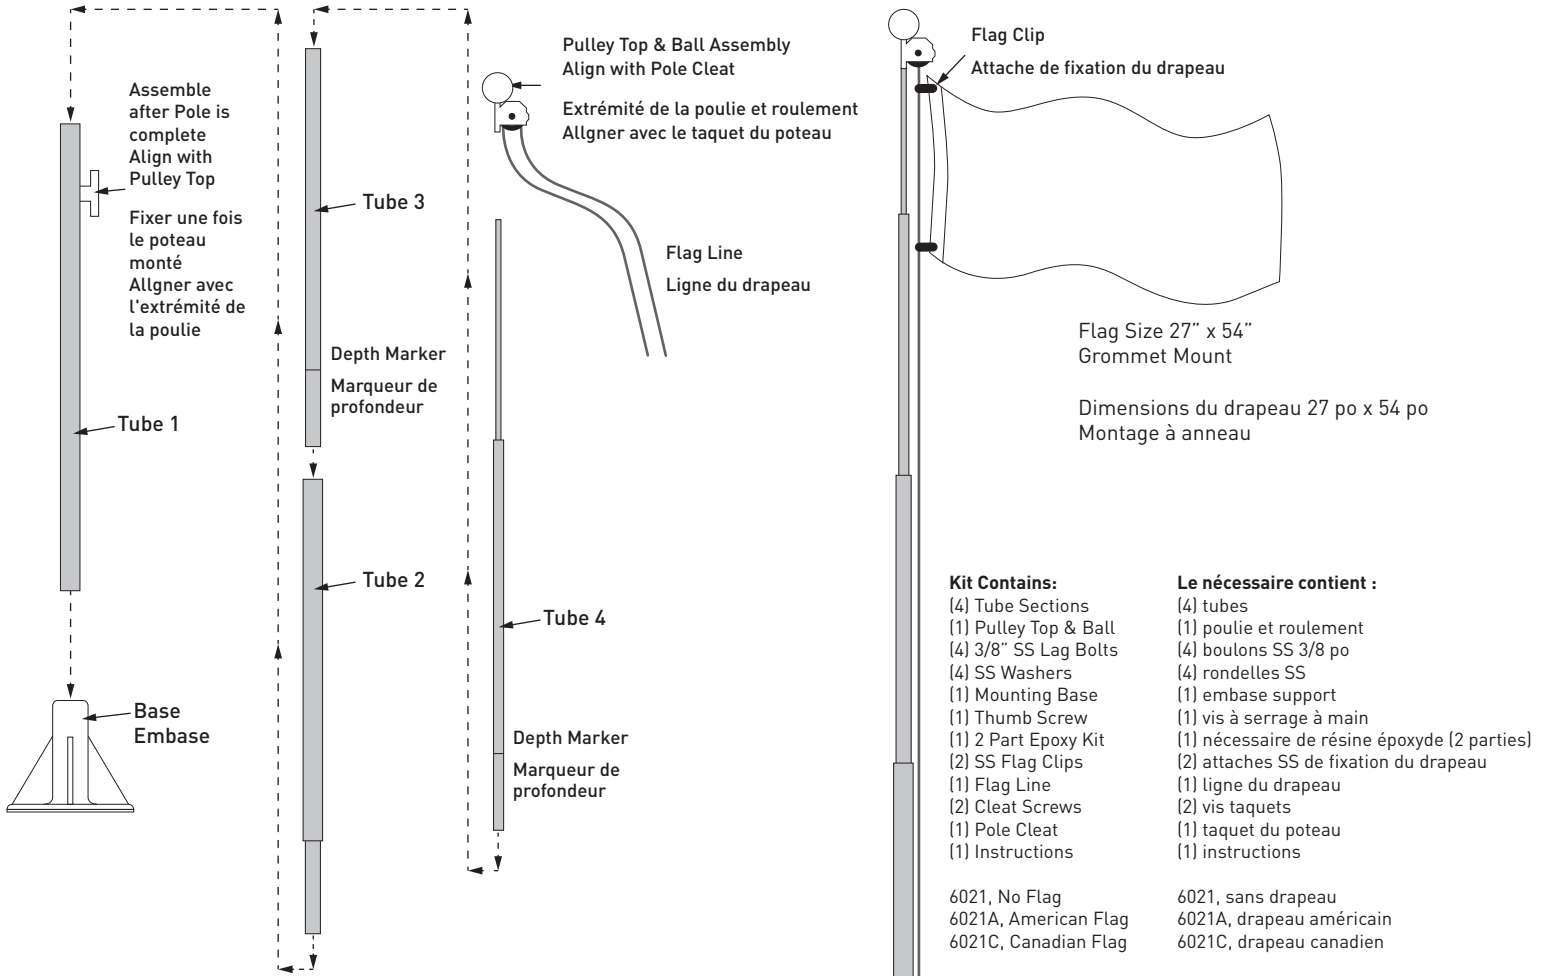 Assemble
after Pole is
complete
Align with
Pulley Top
Fixer une fois
le poteau
monté
Allgner avec
l'extrémité de
la poulie
Tube 1
Base
Embase
Tube 3
Depth Marker
Marqueur de
profondeur
Tube 2
Pulley Top & Ball Assembly
Align with Pole Cleat
Extrémité de la poulie et roulement
Allgner avec le taquet du poteau
Flag Line
Ligne du drapeau
Tube 4
Depth Marker
Marqueur de
profondeur
Flag Clip
Attache de fixation du drapeau
Flag Size 27” x 54”
Grommet Mount
Dimensions du drapeau 27 po x 54 po
Montage à anneau
Kit Contains:
(4) Tube Sections
(1) Pulley Top & Ball
(4) 3/8” SS Lag Bolts
(4) SS Washers
(1) Mounting Base
(1) Thumb Screw
(1) 2 Part Epoxy Kit
(2) SS Flag Clips
(1) Flag Line
(2) Cleat Screws
(1) Pole Cleat
(1) Instructions
6021, No Flag
6021A, American Flag
6021C, Canadian Flag
Le nécessaire contient :
(4) tubes
(1) poulie et roulement
(4) boulons SS 3/8 po
(4) rondelles SS
(1) embase support
(1) vis à serrage à main
(1) nécessaire de résine époxyde (2 parties)
(2) attaches SS de fixation du drapeau
(1) ligne du drapeau
(2) vis taquets
(1) taquet du poteau
(1) instructions
6021, sans drapeau
6021A, drapeau américain
6021C, drapeau canadien